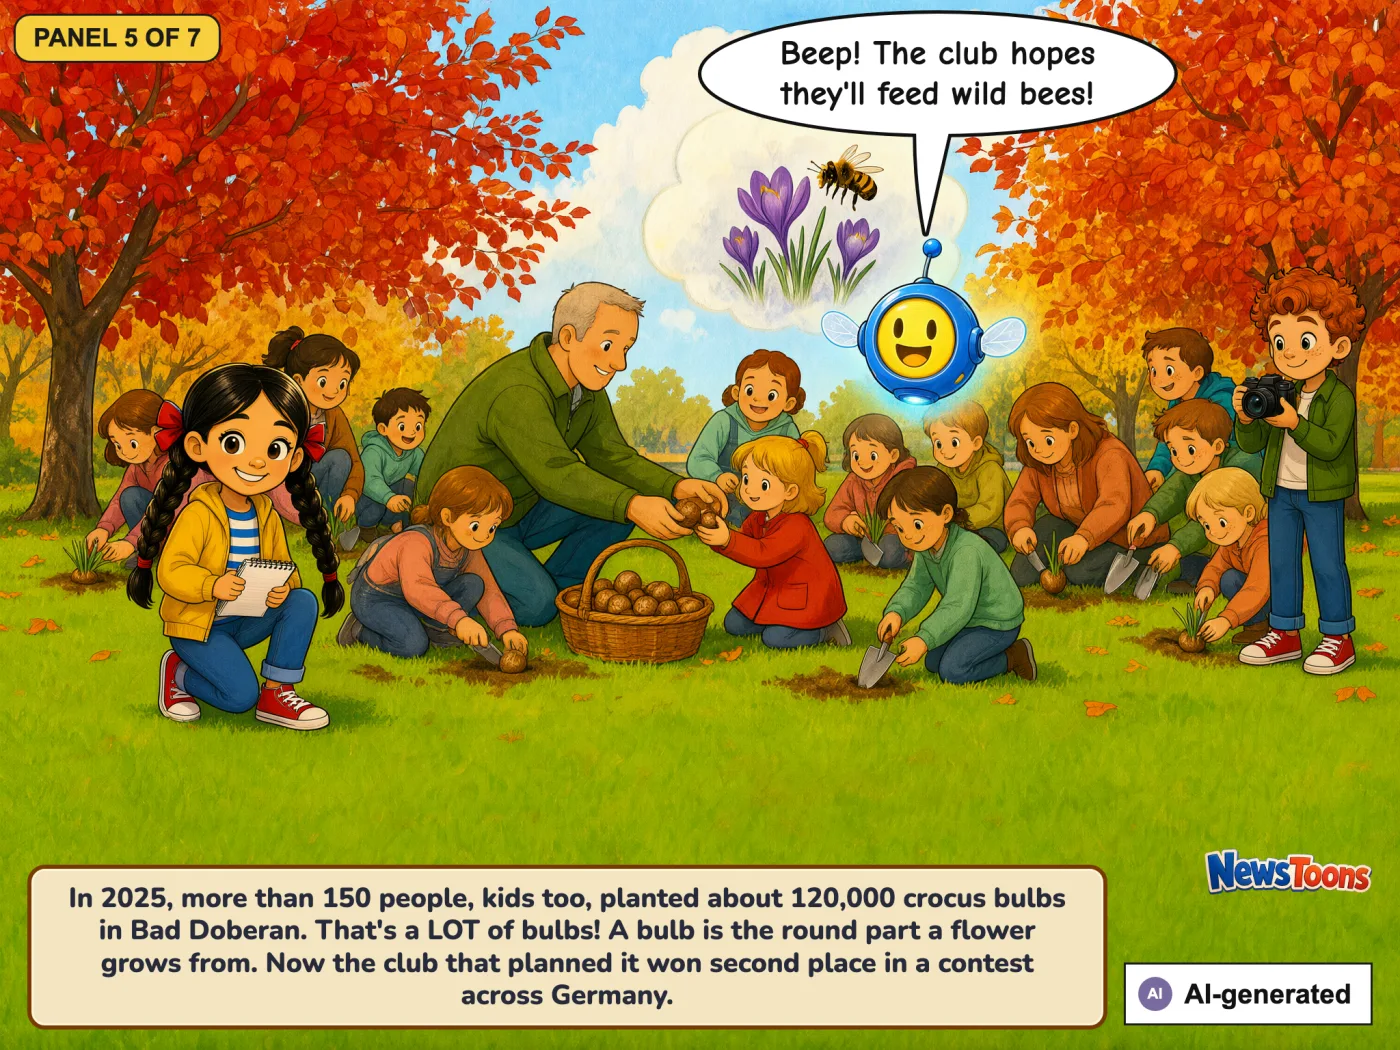 PANEL 5 OF 7
Beep! The club hopes
they'll feed wild bees!
In 2025, more than 150 people, kids too, planted about 120,000 crocus bulbs
in Bad Doberan. That's a LOT of bulbs! A bulb is the round part a flower
grows from. Now the club that planned it won second place in a contest
across Germany.
NewsToons
AI AI-generated